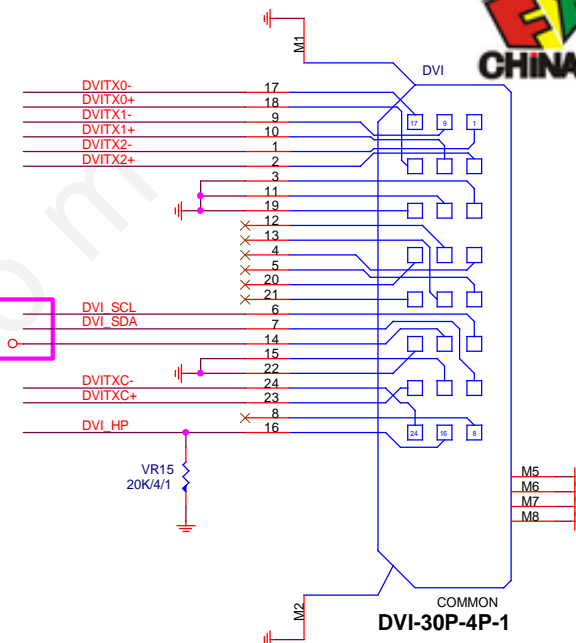 M1
CHiNA
DVI
DVITX0- 17
DVITX0+ 18
DVITX1- 9
DVITX1+ 10
DVITX2- 1
DVITX2+ 2
3
11
19
12
13
4
5
20
21
DVI_SCL 6
DVI_SDA 7
14
15
22
DVITXC- 24
DVITXC+ 23
8
DVI_HP 16
17 9 1
24 16 8
VR15
20K/4/1
M5
M6
M7
M8
M2
COMMON
DVI-30P-4P-1
o m